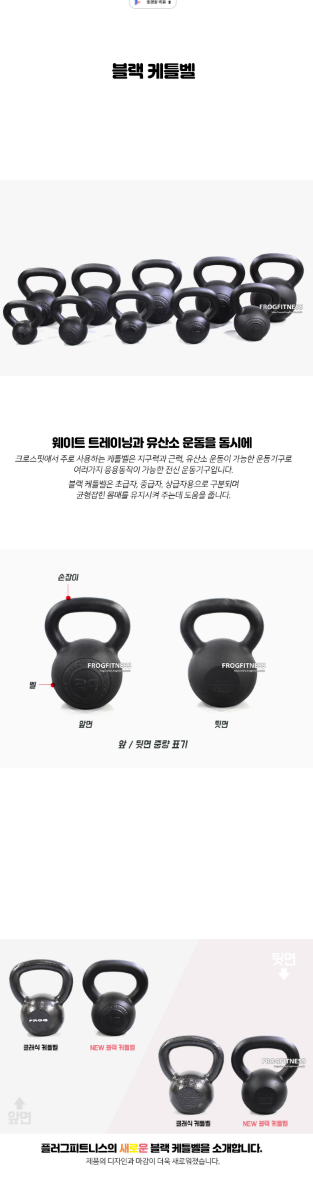 블랙 케틀벨
FROGFITNESS
웨이트 트레이닝과 유산소 운동을 동시에
크로스핏에서 주로 사용하는 케틀벨은 지구력과 근력, 유산소 운동이 가능한 운동기구로
여러가지 응용동작이 가능한 전신 운동기구입니다.
블랙 케틀벨은 초급자, 중급자, 상급자용으로 구분되며
균형잡힌 몸매를 유지시켜 주는데 도움을 줍니다.
손잡이
FROGFITNESS
FROGFITNESS
벨
앞면
뒷면
앞 / 뒷면 중량 표기
뒷면
FROG
클래식 케틀벨
NEW 블랙 케틀벨
FROGFITNESS
앞면
클래식 케틀벨
NEW 블랙 케틀벨
플러그피트니스의 새로운 블랙 케틀벨을 소개합니다.
제품의 디자인과 마감이 더욱 새로워졌습니다.